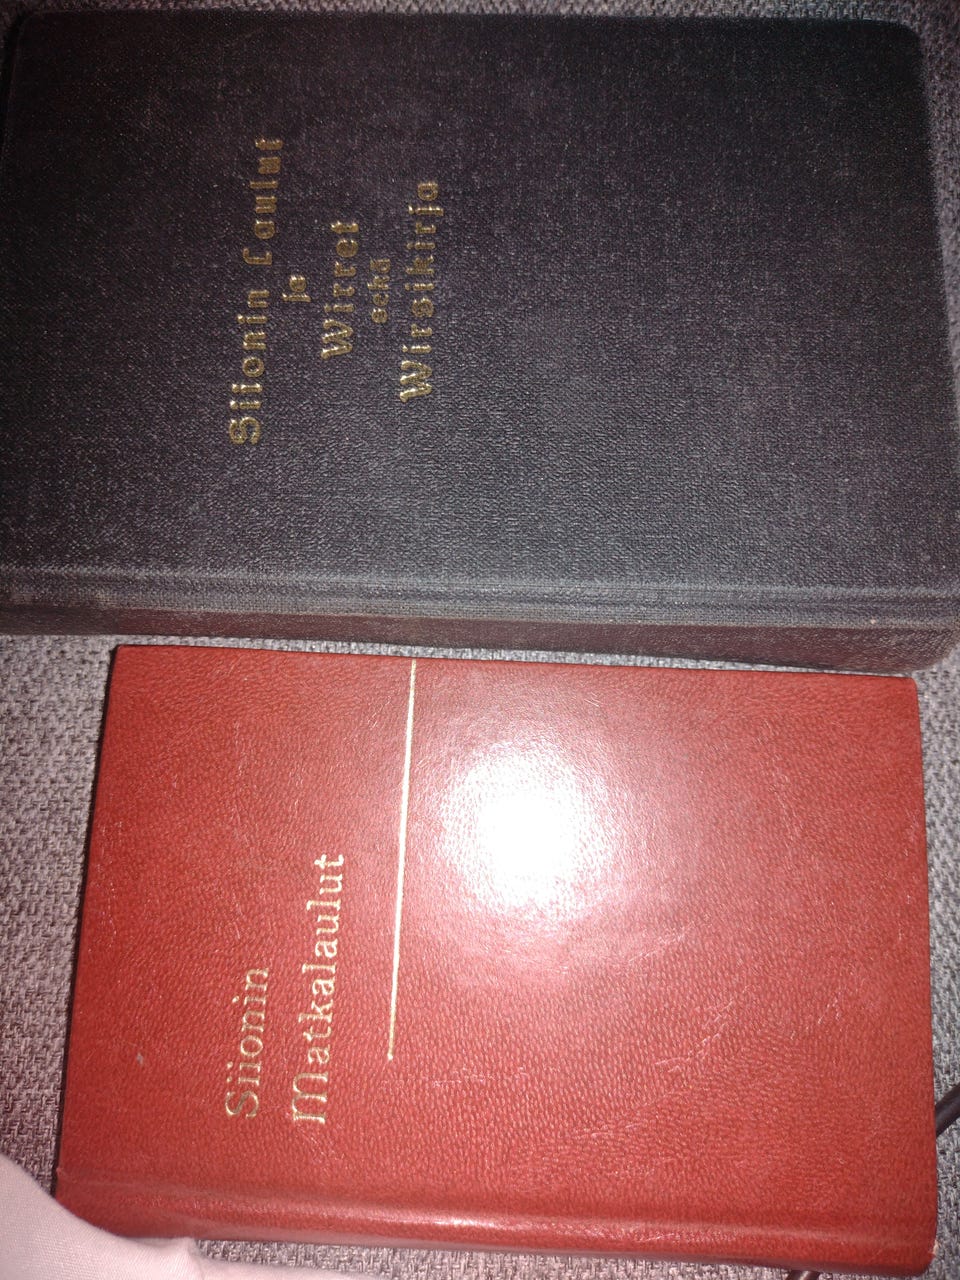 Siionin Laulut
ja
Wirret
sekä
Wirsikirja
Siionin
Matkalaulut